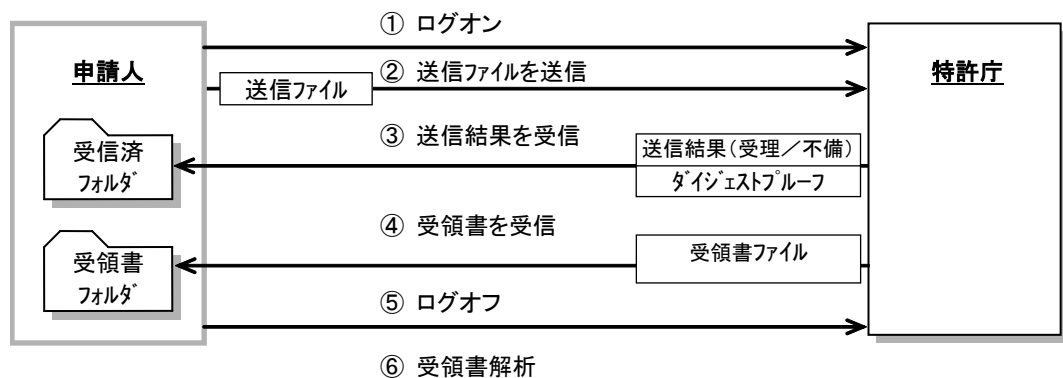 ① ログオン
申請人
② 送信ファイルを送信
特許庁
送信ファイル
③ 送信結果を受信
受信済
フォルダ
送信結果(受理/不備)
ダイジェストプルーフ
④ 受領書を受信
受領書
フォルダ
受領書ファイル
⑤ ログオフ
⑥ 受領書解析